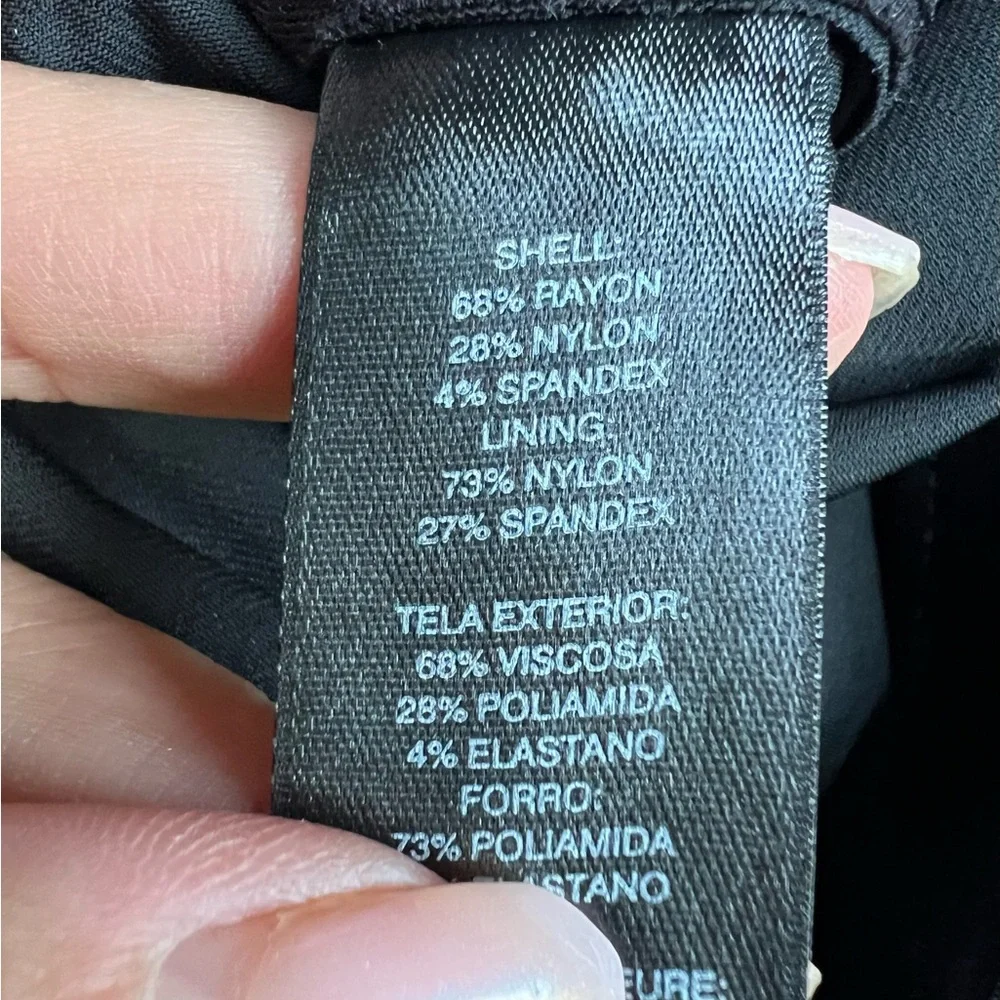 SHELL:
68% RAYON
28% NYLON
4% SPANDEX
LINING:
73% NYLON
27% SPANDEX
TELA EXTERIOR:
68% VISCOSA
28% POLIAMIDA
4% ELASTANO
FORRO:
73% POLIAMIDA